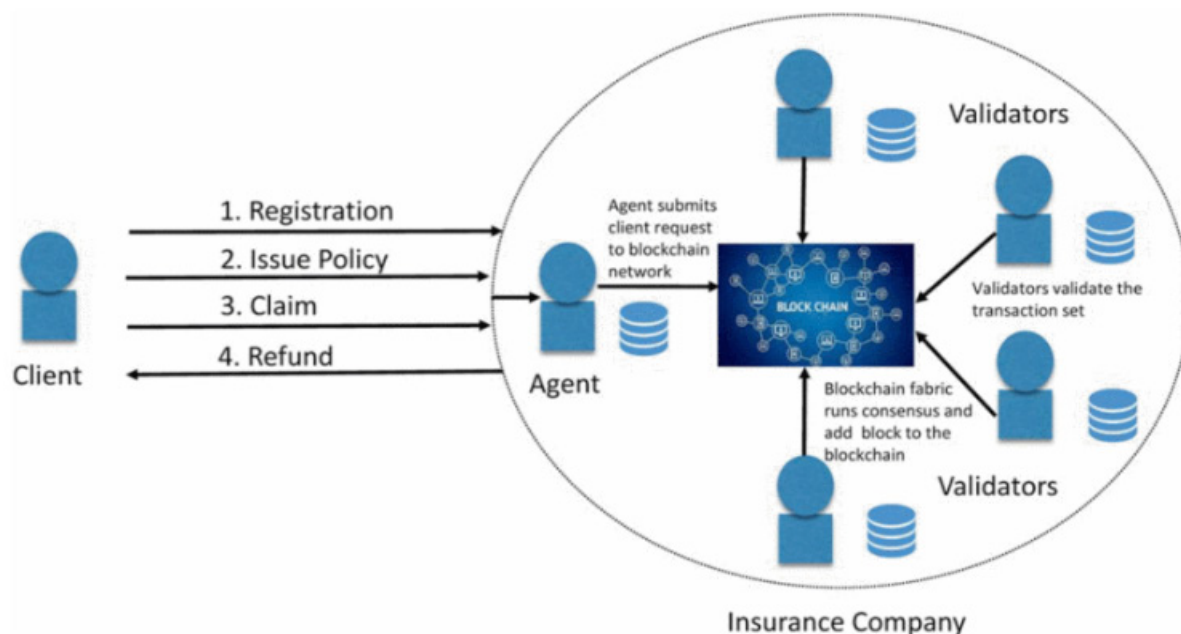 Validators
1. Registration
2. Issue Policy
3. Claim
4. Refund
Client
Agent submits
client request
to blockchain
network
Agent
BLOCK CHAIN
Validators validate the
transaction set
Blockchain fabric
runs consensus and
add block to the
blockchain
Validators
Insurance Company